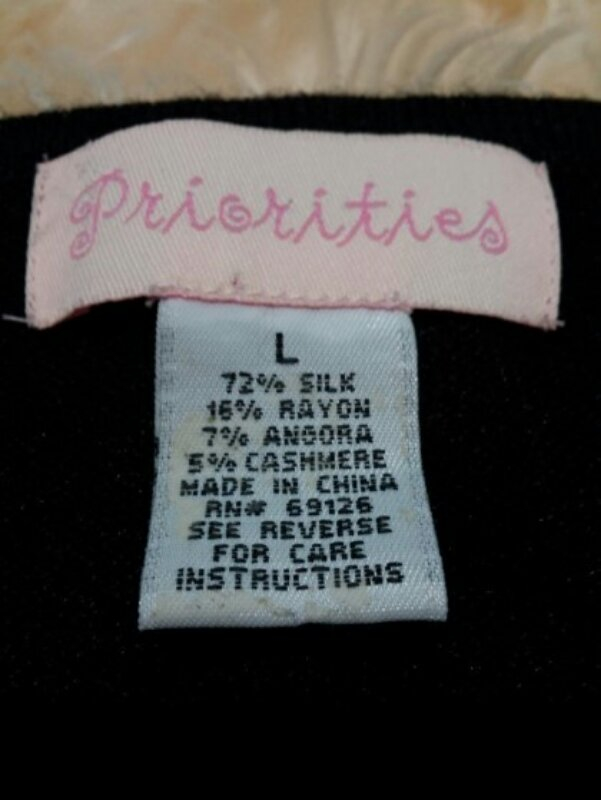 Priorities
L
72% SILK
16% RAYON
7% ANGORA
5% CASHMERE
MADE IN CHINA
RN# 69126
SEE REVERSE
FOR CARE
INSTRUCTIONS